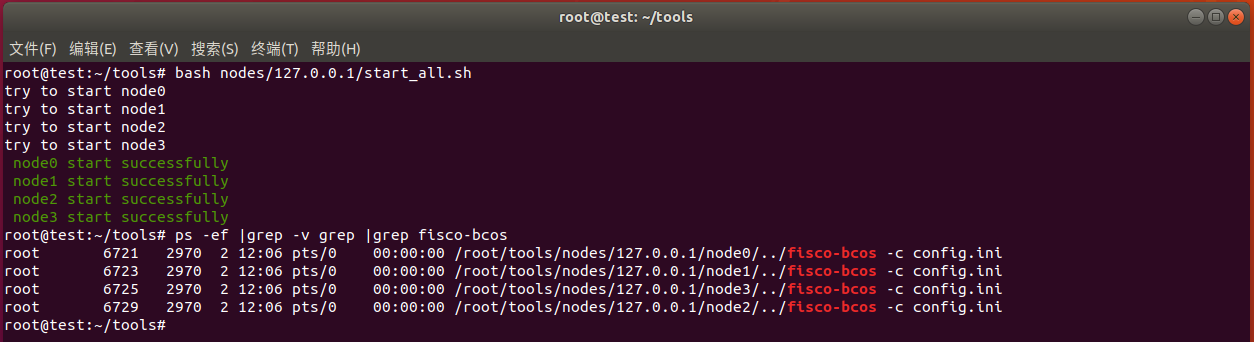 root@test: ~/tools
文件(F) 编辑(E) 查看(V) 搜索(S) 终端(T) 帮助(H)
root@test:~/tools# bash nodes/127.0.0.1/start_all.sh
try to start node0
try to start node1
try to start node2
try to start node3
 node0 start successfully
 node1 start successfully
 node2 start successfully
 node3 start successfully
root@test:~/tools# ps -ef |grep -v grep |grep fisco-bcos
root       6721   2970  2 12:06 pts/0    00:00:00 /root/tools/nodes/127.0.0.1/node0/../fisco-bcos -c config.ini
root       6723   2970  2 12:06 pts/0    00:00:00 /root/tools/nodes/127.0.0.1/node1/../fisco-bcos -c config.ini
root       6725   2970  2 12:06 pts/0    00:00:00 /root/tools/nodes/127.0.0.1/node3/../fisco-bcos -c config.ini
root       6729   2970  2 12:06 pts/0    00:00:00 /root/tools/nodes/127.0.0.1/node2/../fisco-bcos -c config.ini
root@test:~/tools#